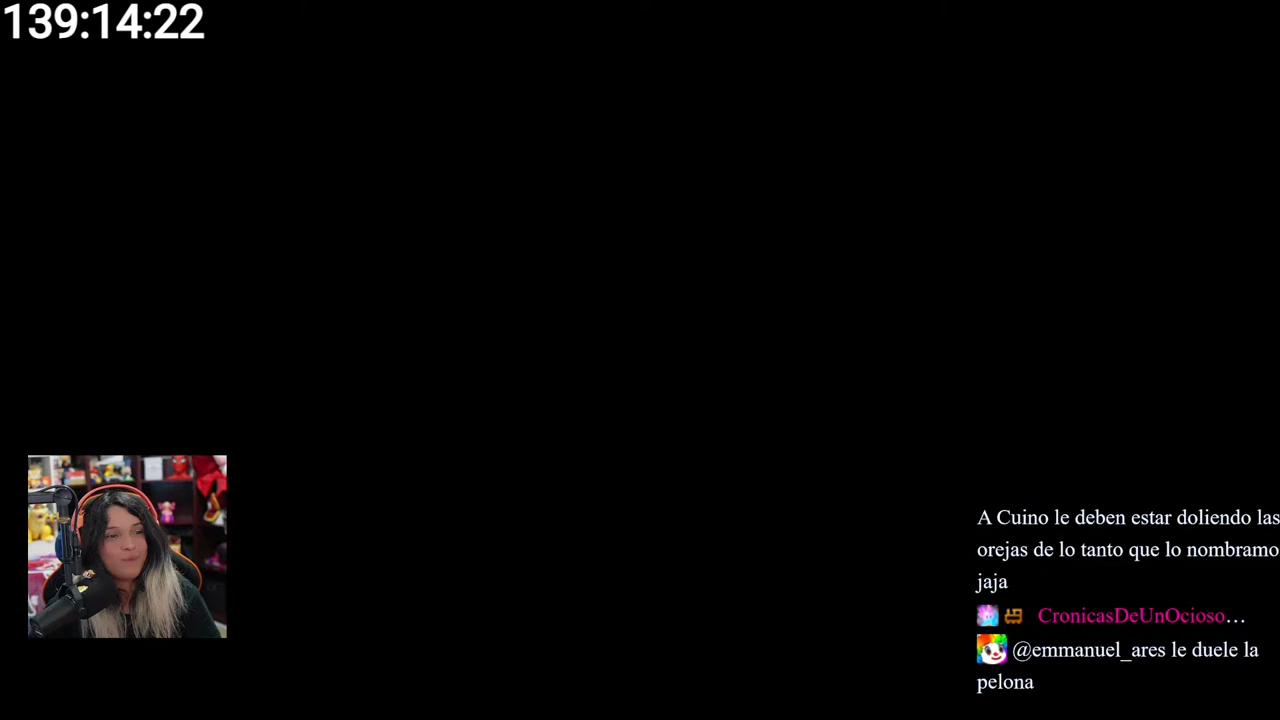 139:14:22
A Cuino le deben estar doliendo las
orejas de lo tanto que lo nombramo
jaja
CronicasDeUnOcioso…
@emmanuel_ares le duele la
pelona